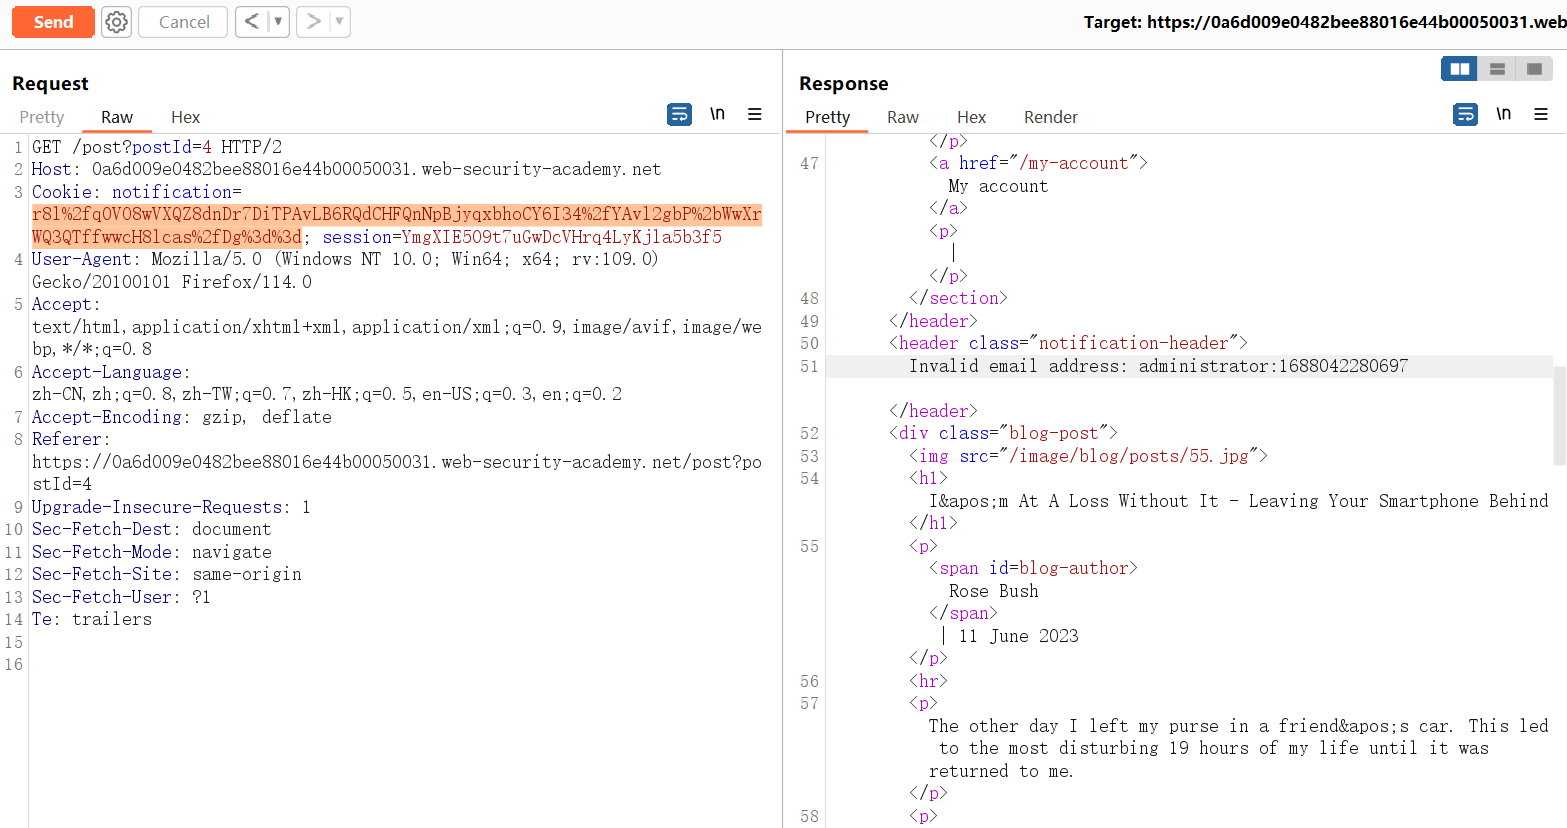 Send
Cancel
< ▼
> ▼
Target: https://0a6d009e0482bee88016e44b00050031.web
Request
Pretty
Raw
Hex
\n
1 GET /post?postId=4 HTTP/2
2 Host: 0a6d009e0482bee88016e44b00050031.web-security-academy.net
3 Cookie: notification=
r8l%2fq0VO8wVXQZ8dnDr7DiTPAvLB6RQdCHFQnNpBjyqxbhoCY6I34%2fYAvl2gbP%2bWwXr
WQ3QTffwwcH8lcas%2fDg%3d%3d; session=YmgXIE5O9t7uGwDcVHrq4LyKjla5b3f5
4 User-Agent: Mozilla/5.0 (Windows NT 10.0; Win64; x64; rv:109.0)
Gecko/20100101 Firefox/114.0
5 Accept:
text/html,application/xhtml+xml,application/xml;q=0.9,image/avif,image/we
bp,*/*;q=0.8
6 Accept-Language:
zh-CN,zh;q=0.8,zh-TW;q=0.7,zh-HK;q=0.5,en-US;q=0.3,en;q=0.2
7 Accept-Encoding: gzip, deflate
8 Referer:
https://0a6d009e0482bee88016e44b00050031.web-security-academy.net/post?po
stId=4
9 Upgrade-Insecure-Requests: 1
10 Sec-Fetch-Dest: document
11 Sec-Fetch-Mode: navigate
12 Sec-Fetch-Site: same-origin
13 Sec-Fetch-User: ?1
14 Te: trailers
15
16
Response
Pretty
Raw
Hex
Render
\n
</p>
47 <a href="/my-account">
My account
</a>
<p>
|
</p>
48 </section>
49 </header>
50 <header class="notification-header">
51 Invalid email address: administrator:1688042280697
</header>
52 <div class="blog-post">
53 <img src="/image/blog/posts/55.jpg">
54 <h1>
I&apos;m At A Loss Without It - Leaving Your Smartphone Behind
</h1>
55 <p>
<span id=blog-author>
Rose Bush
</span>
| 11 June 2023
</p>
56 <hr>
57 <p>
The other day I left my purse in a friend&apos;s car. This led
to the most disturbing 19 hours of my life until it was
returned to me.
</p>
58 <p>